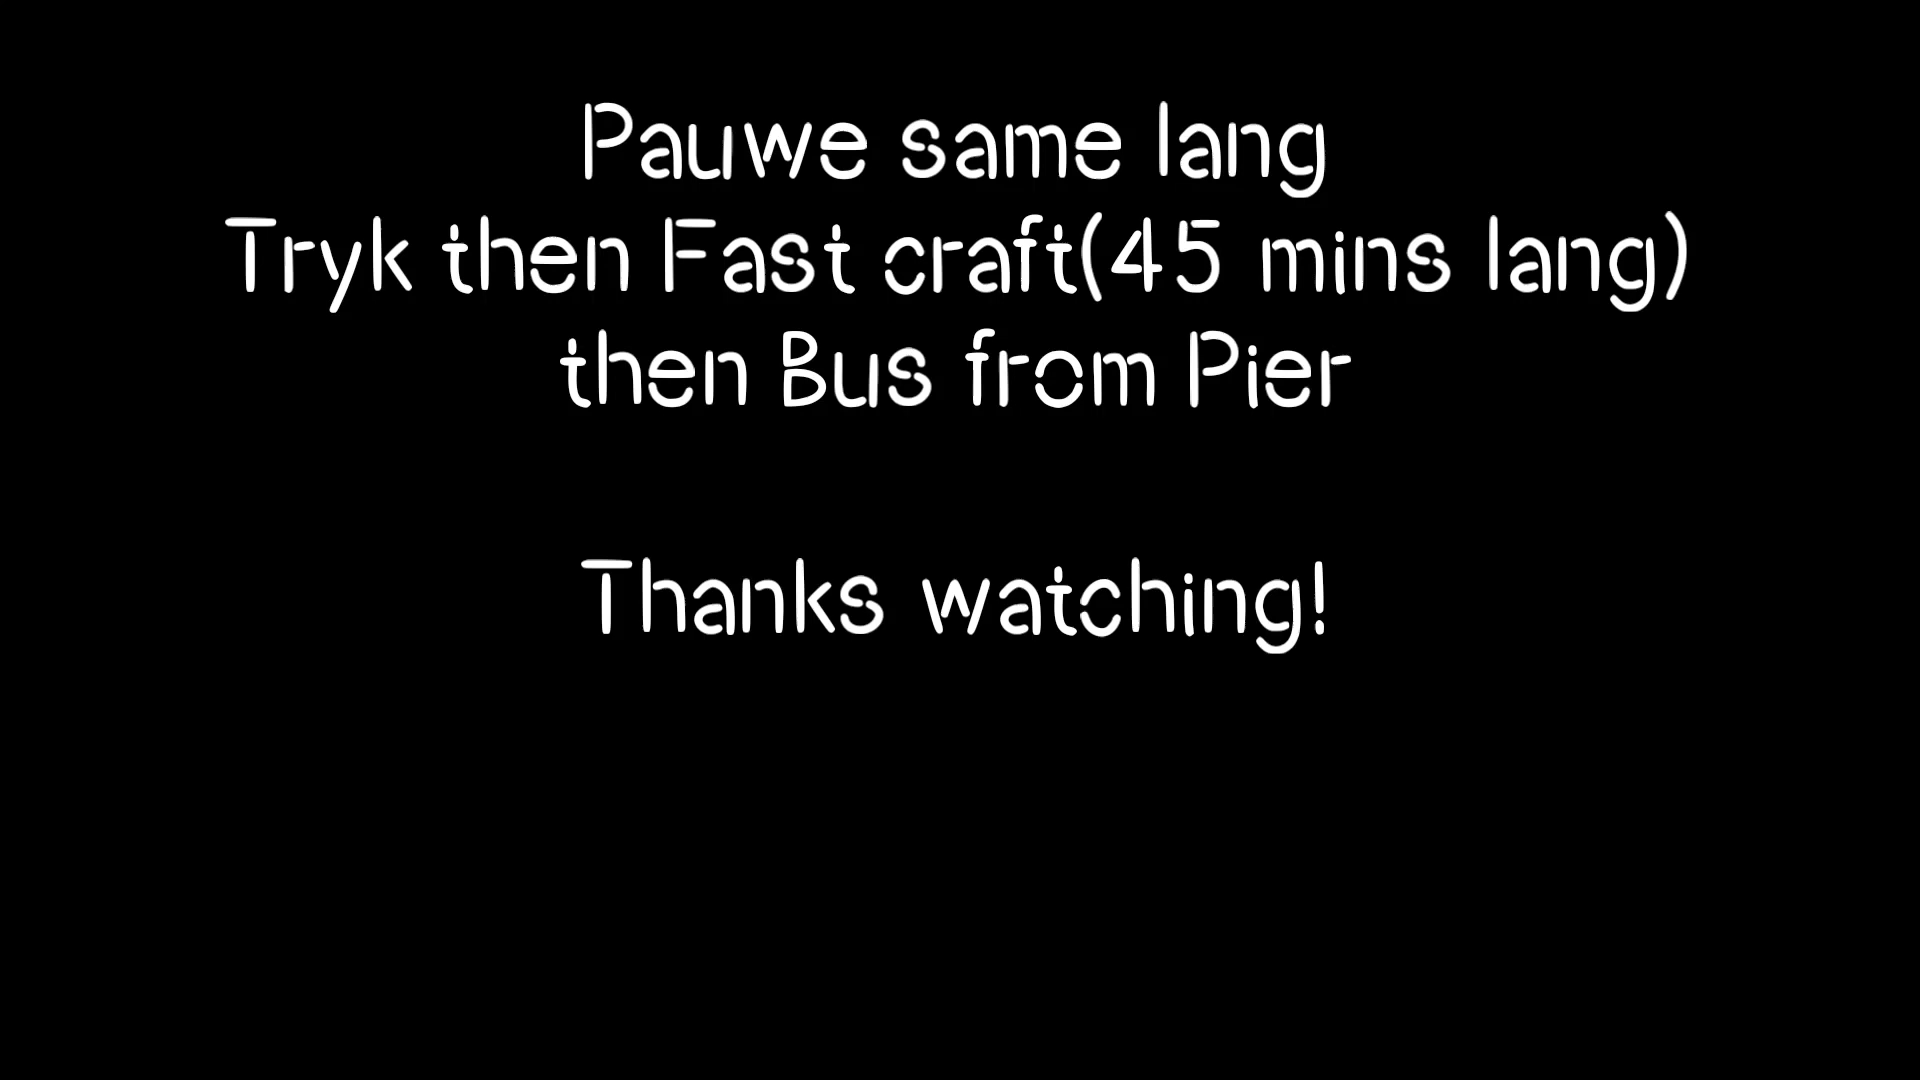 Pauwe same lang
Tryk then Fast craft(45 mins lang)
then Bus from Pier
Thanks watching!